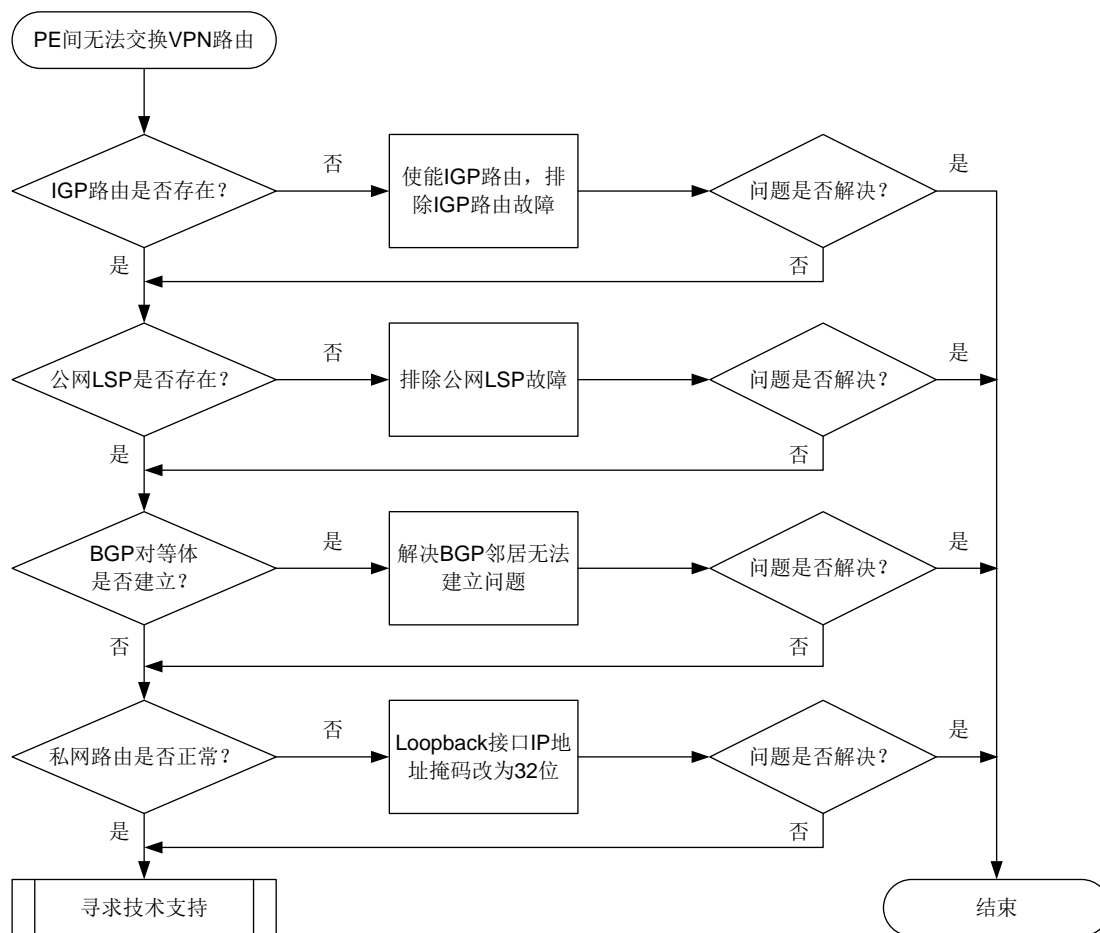 PE间无法交换VPN路由
IGP路由是否存在？
否
使能IGP路由，排
除IGP路由故障
问题是否解决？
是
是
否
公网LSP是否存在？
否
排除公网LSP故障
问题是否解决？
是
是
否
BGP对等体
是否建立？
是
解决BGP邻居无法
建立问题
问题是否解决？
是
否
否
私网路由是否正常？
否
Loopback接口IP地
址掩码改为32位
问题是否解决？
是
是
否
寻求技术支持
结束